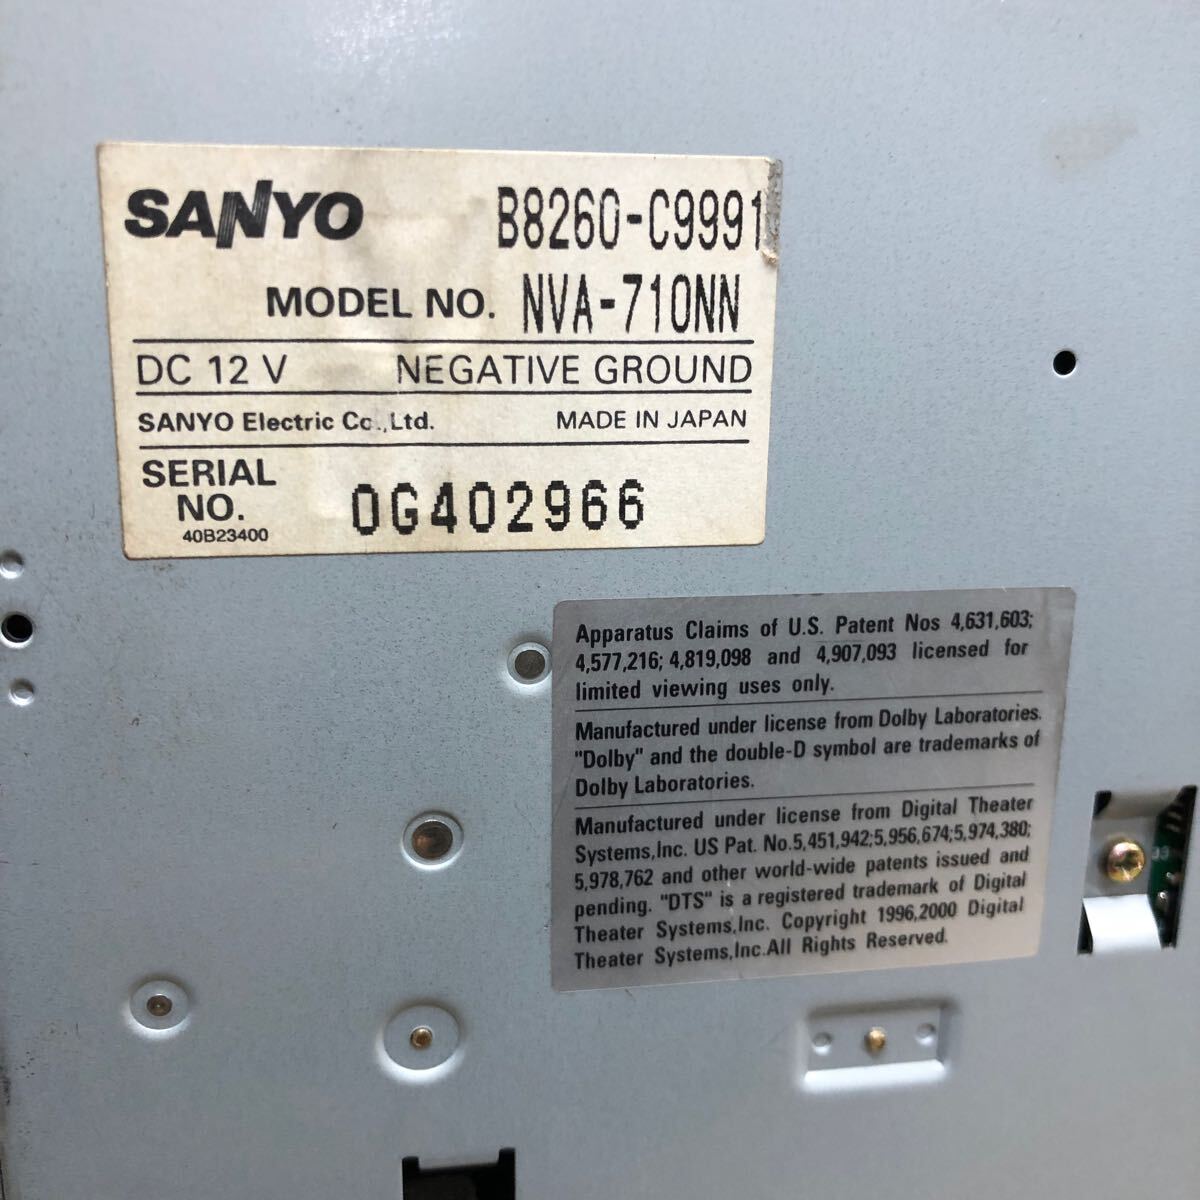 SANYO B8260-C9991
MODEL NO. NVA-710NN
DC 12 V NEGATIVE GROUND
SANYO Electric Co.,Ltd. MADE IN JAPAN
SERIAL
NO. 0G402966
40B23400
Apparatus Claims of U.S. Patent Nos 4,631,603;
4,577,216; 4,819,098 and 4,907,093 licensed for
limited viewing uses only.
Manufactured under license from Dolby Laboratories.
"Dolby" and the double-D symbol are trademarks of
Dolby Laboratories.
Manufactured under license from Digital Theater
Systems,Inc. US Pat. No.5,451,942;5,956,674;5,974,380;
5,978,762 and other world-wide patents issued and
pending. "DTS" is a registered trademark of Digital
Theater Systems,Inc. Copyright 1996,2000 Digital
Theater Systems,Inc.All Rights Reserved.